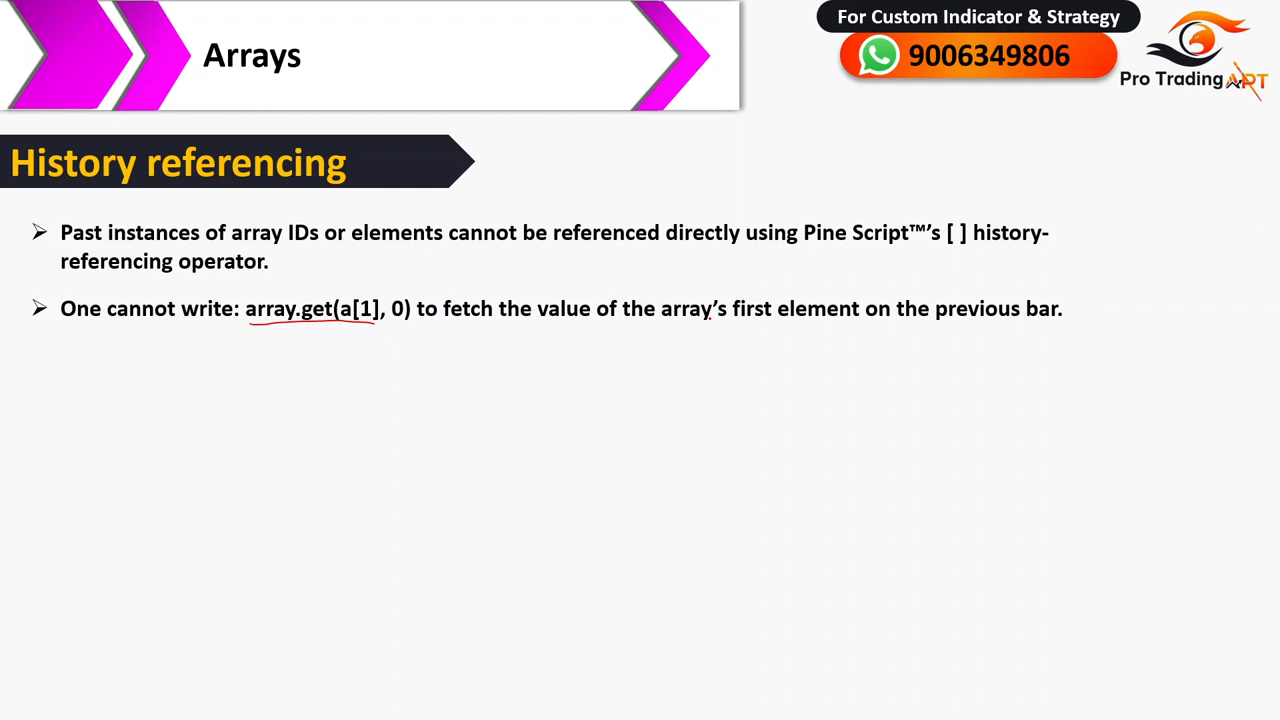 Arrays
For Custom Indicator & Strategy
9006349806
Pro Trading ART
History referencing
➢ Past instances of array IDs or elements cannot be referenced directly using Pine Script™’s [ ] history-
referencing operator.
➢ One cannot write: array.get(a[1], 0) to fetch the value of the array’s first element on the previous bar.